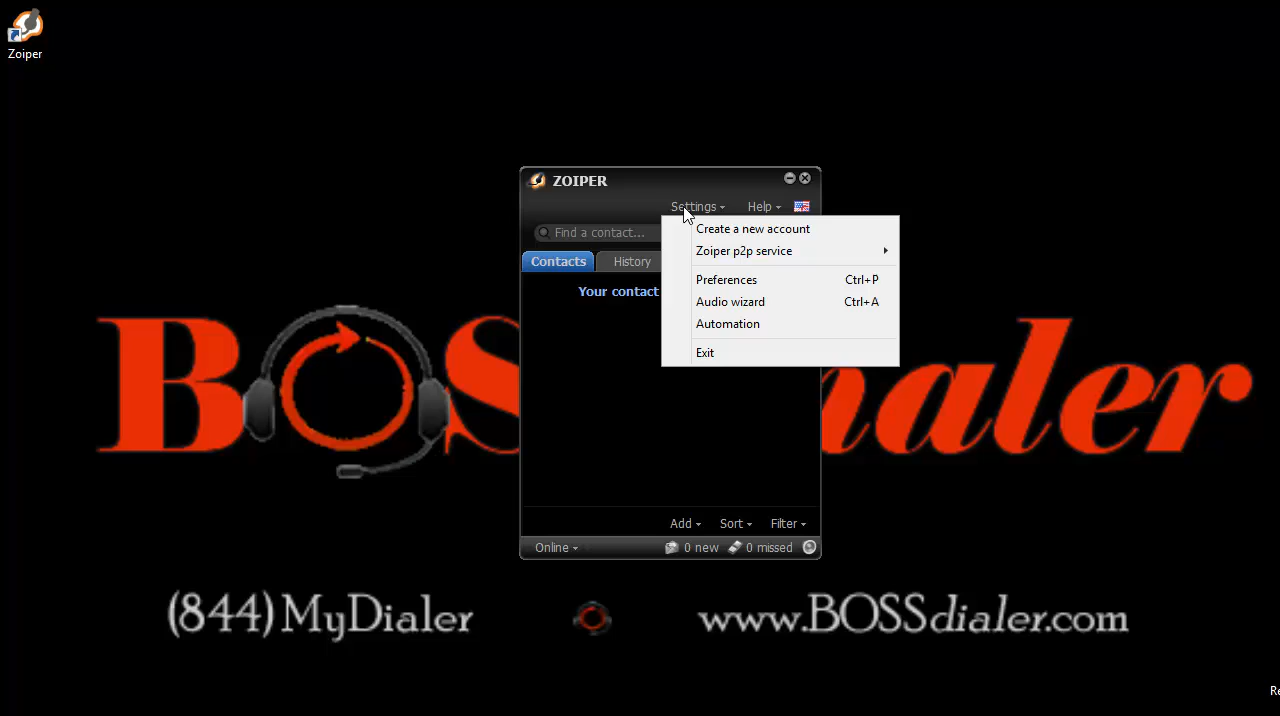 Zoiper
ZOIPER
Settings
Help
Find a contact...
Contacts
History
Your contact
Create a new account
Zoiper p2p service
Preferences Ctrl+P
Audio wizard Ctrl+A
Automation
Exit
Add
Sort
Filter
Online
0 new
0 missed
(844) MyDialer
www.BOSSdialer.com
Re